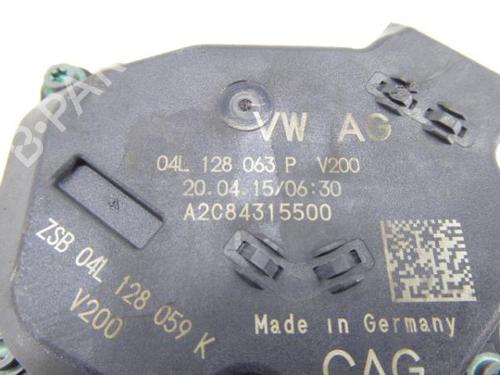 B-PARTS
VW AG
04L 128 063 P V200
20.04.15/06:30
A2C84315500
ZSB 04L 128 059 K
V200
Made in Germany
CAG